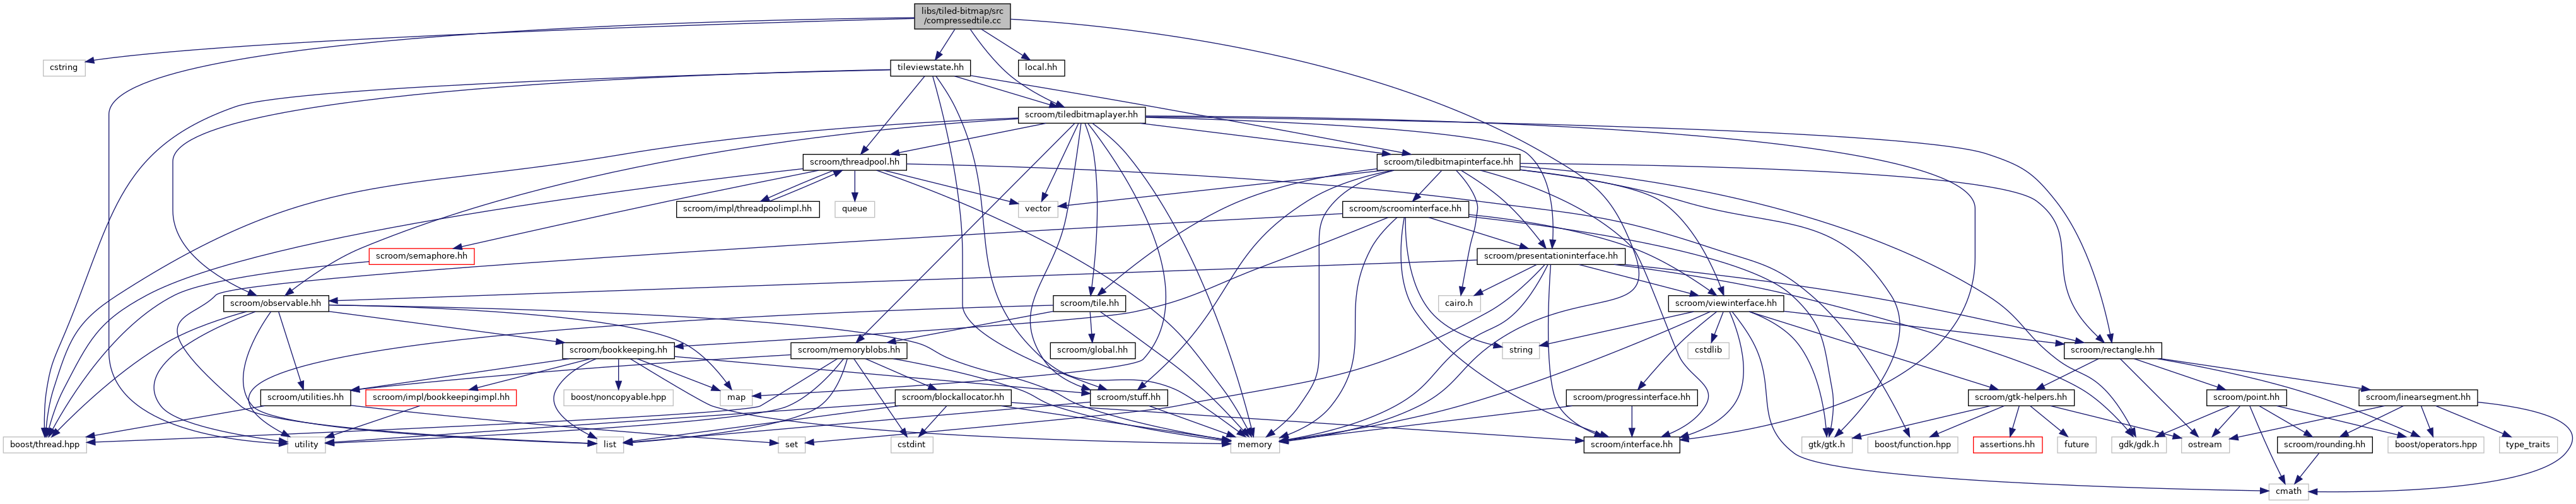 libs/tiled-bitmap/src
/compressedtile.cc
cstring
tileviewstate.hh
local.hh
scroom/tiledbitmaplayer.hh
scroom/threadpool.hh
scroom/tiledbitmapinterface.hh
scroom/impl/threadpoolimpl.hh
queue
vector
scroom/scroominterface.hh
scroom/semaphore.hh
scroom/presentationinterface.hh
scroom/observable.hh
scroom/tile.hh
cairo.h
scroom/viewinterface.hh
scroom/bookkeeping.hh
scroom/memoryblobs.hh
scroom/global.hh
string
cstdlib
scroom/rectangle.hh
scroom/utilities.hh
scroom/impl/bookkeepingimpl.hh
boost/noncopyable.hpp
map
scroom/blockallocator.hh
scroom/stuff.hh
scroom/progressinterface.hh
scroom/gtk-helpers.hh
scroom/point.hh
scroom/linearsegment.hh
boost/thread.hpp
utility
list
set
cstdint
memory
scroom/interface.hh
gtk/gtk.h
boost/function.hpp
assertions.hh
future
gdk/gdk.h
ostream
scroom/rounding.hh
boost/operators.hpp
type_traits
cmath